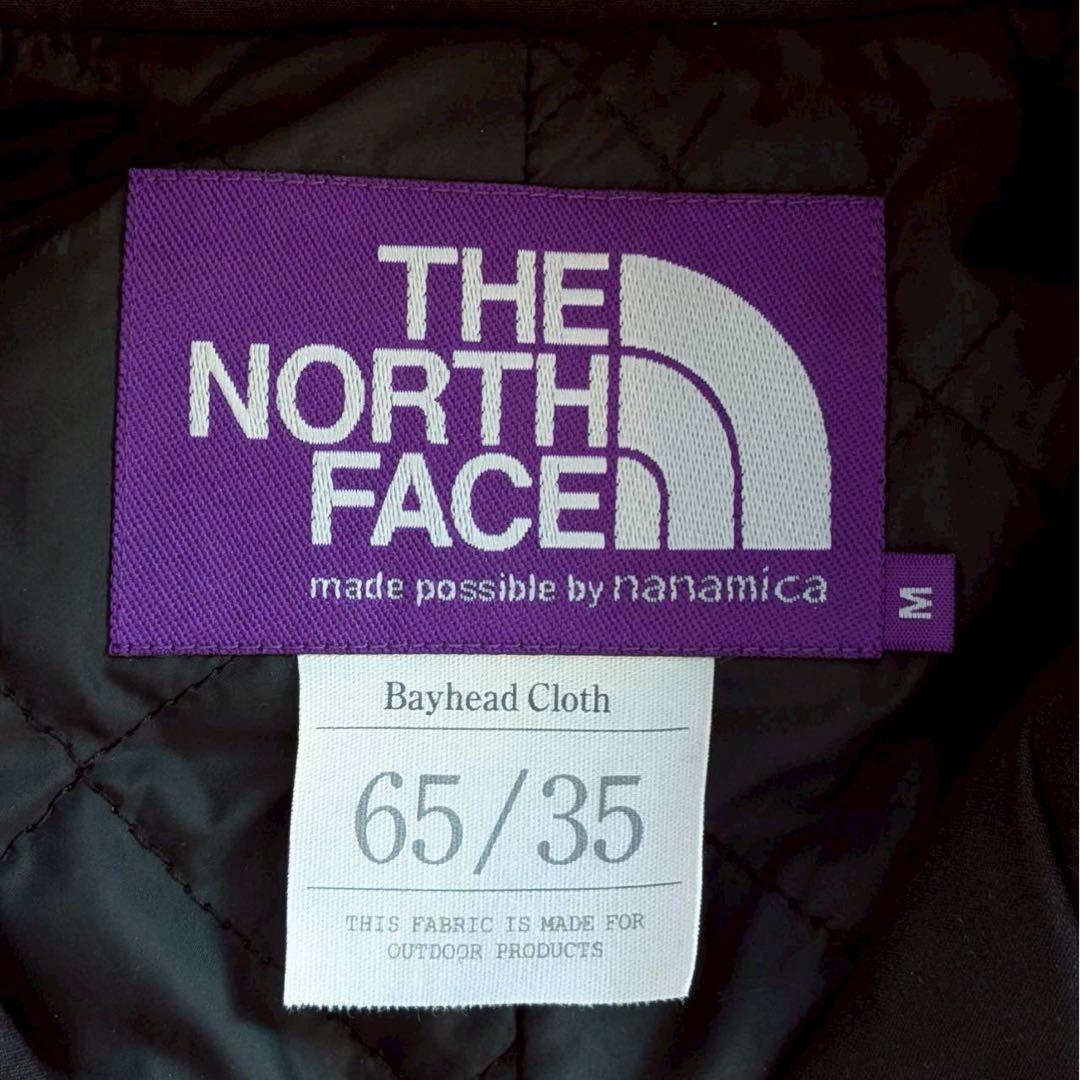 THE
NORTH
FACE
made possible by nanamica
M
Bayhead Cloth
65/35
THIS FABRIC IS MADE FOR
OUTDOOR PRODUCTS